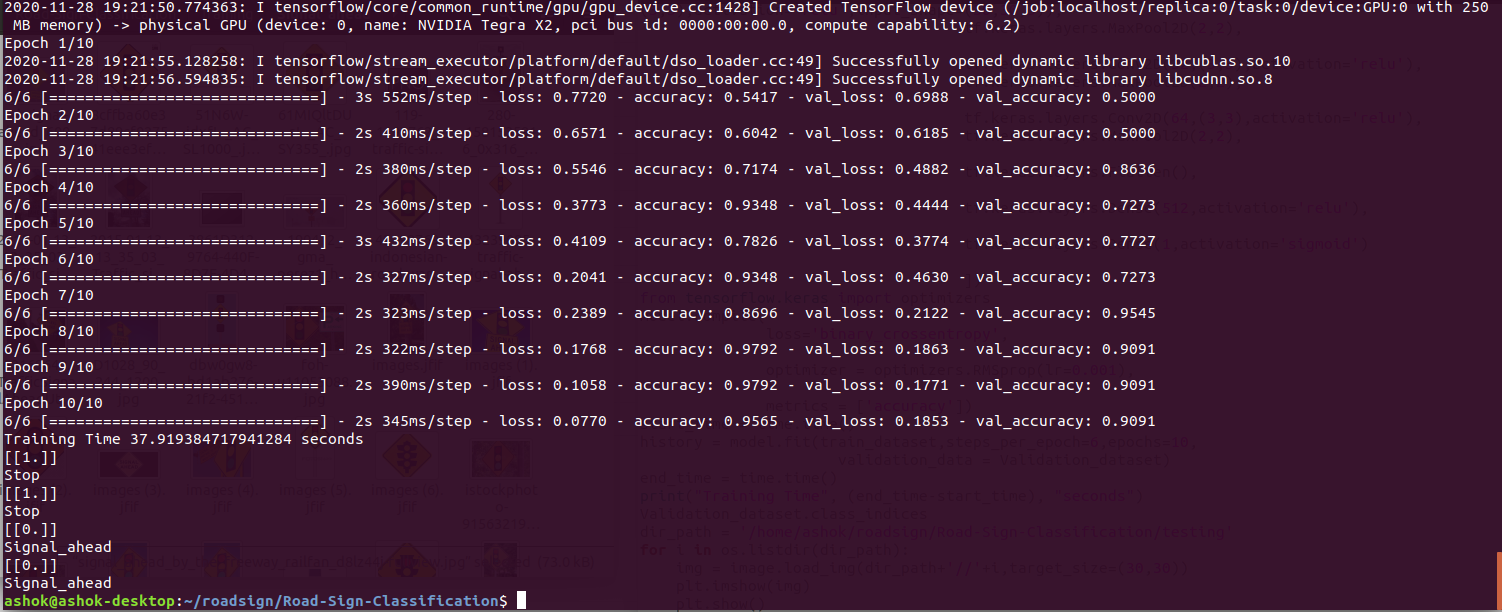 2020-11-28 19:21:50.774363: I tensorflow/core/common_runtime/gpu/gpu_device.cc:1428] Created TensorFlow device (/job:localhost/replica:0/task:0/device:GPU:0 with 250
MB memory) -> physical GPU (device: 0, name: NVIDIA Tegra X2, pci bus id: 0000:00:00.0, compute capability: 6.2)
Epoch 1/10
2020-11-28 19:21:55.128258: I tensorflow/stream_executor/platform/default/dso_loader.cc:49] Successfully opened dynamic library libcublas.so.10
2020-11-28 19:21:56.594835: I tensorflow/stream_executor/platform/default/dso_loader.cc:49] Successfully opened dynamic library libcudnn.so.8
6/6 [==============================] - 3s 552ms/step - loss: 0.7720 - accuracy: 0.5417 - val_loss: 0.6988 - val_accuracy: 0.5000
Epoch 2/10
6/6 [==============================] - 2s 410ms/step - loss: 0.6571 - accuracy: 0.6042 - val_loss: 0.6185 - val_accuracy: 0.5000
Epoch 3/10
6/6 [==============================] - 2s 380ms/step - loss: 0.5546 - accuracy: 0.7174 - val_loss: 0.4882 - val_accuracy: 0.8636
Epoch 4/10
6/6 [==============================] - 2s 360ms/step - loss: 0.3773 - accuracy: 0.9348 - val_loss: 0.4444 - val_accuracy: 0.7273
Epoch 5/10
6/6 [==============================] - 3s 432ms/step - loss: 0.4109 - accuracy: 0.7826 - val_loss: 0.3774 - val_accuracy: 0.7727
Epoch 6/10
6/6 [==============================] - 2s 327ms/step - loss: 0.2041 - accuracy: 0.9348 - val_loss: 0.4630 - val_accuracy: 0.7273
Epoch 7/10
6/6 [==============================] - 2s 323ms/step - loss: 0.2389 - accuracy: 0.8696 - val_loss: 0.2122 - val_accuracy: 0.9545
Epoch 8/10
6/6 [==============================] - 2s 322ms/step - loss: 0.1768 - accuracy: 0.9792 - val_loss: 0.1863 - val_accuracy: 0.9091
Epoch 9/10
6/6 [==============================] - 2s 390ms/step - loss: 0.1058 - accuracy: 0.9792 - val_loss: 0.1771 - val_accuracy: 0.9091
Epoch 10/10
6/6 [==============================] - 2s 345ms/step - loss: 0.0770 - accuracy: 0.9565 - val_loss: 0.1853 - val_accuracy: 0.9091
Training Time 37.919384717941284 seconds
[[1.]]
Stop
[[1.]]
Stop
[[0.]]
Signal_ahead
[[0.]]
Signal_ahead
ashok@ashok-desktop:~/roadsign/Road-Sign-Classification$